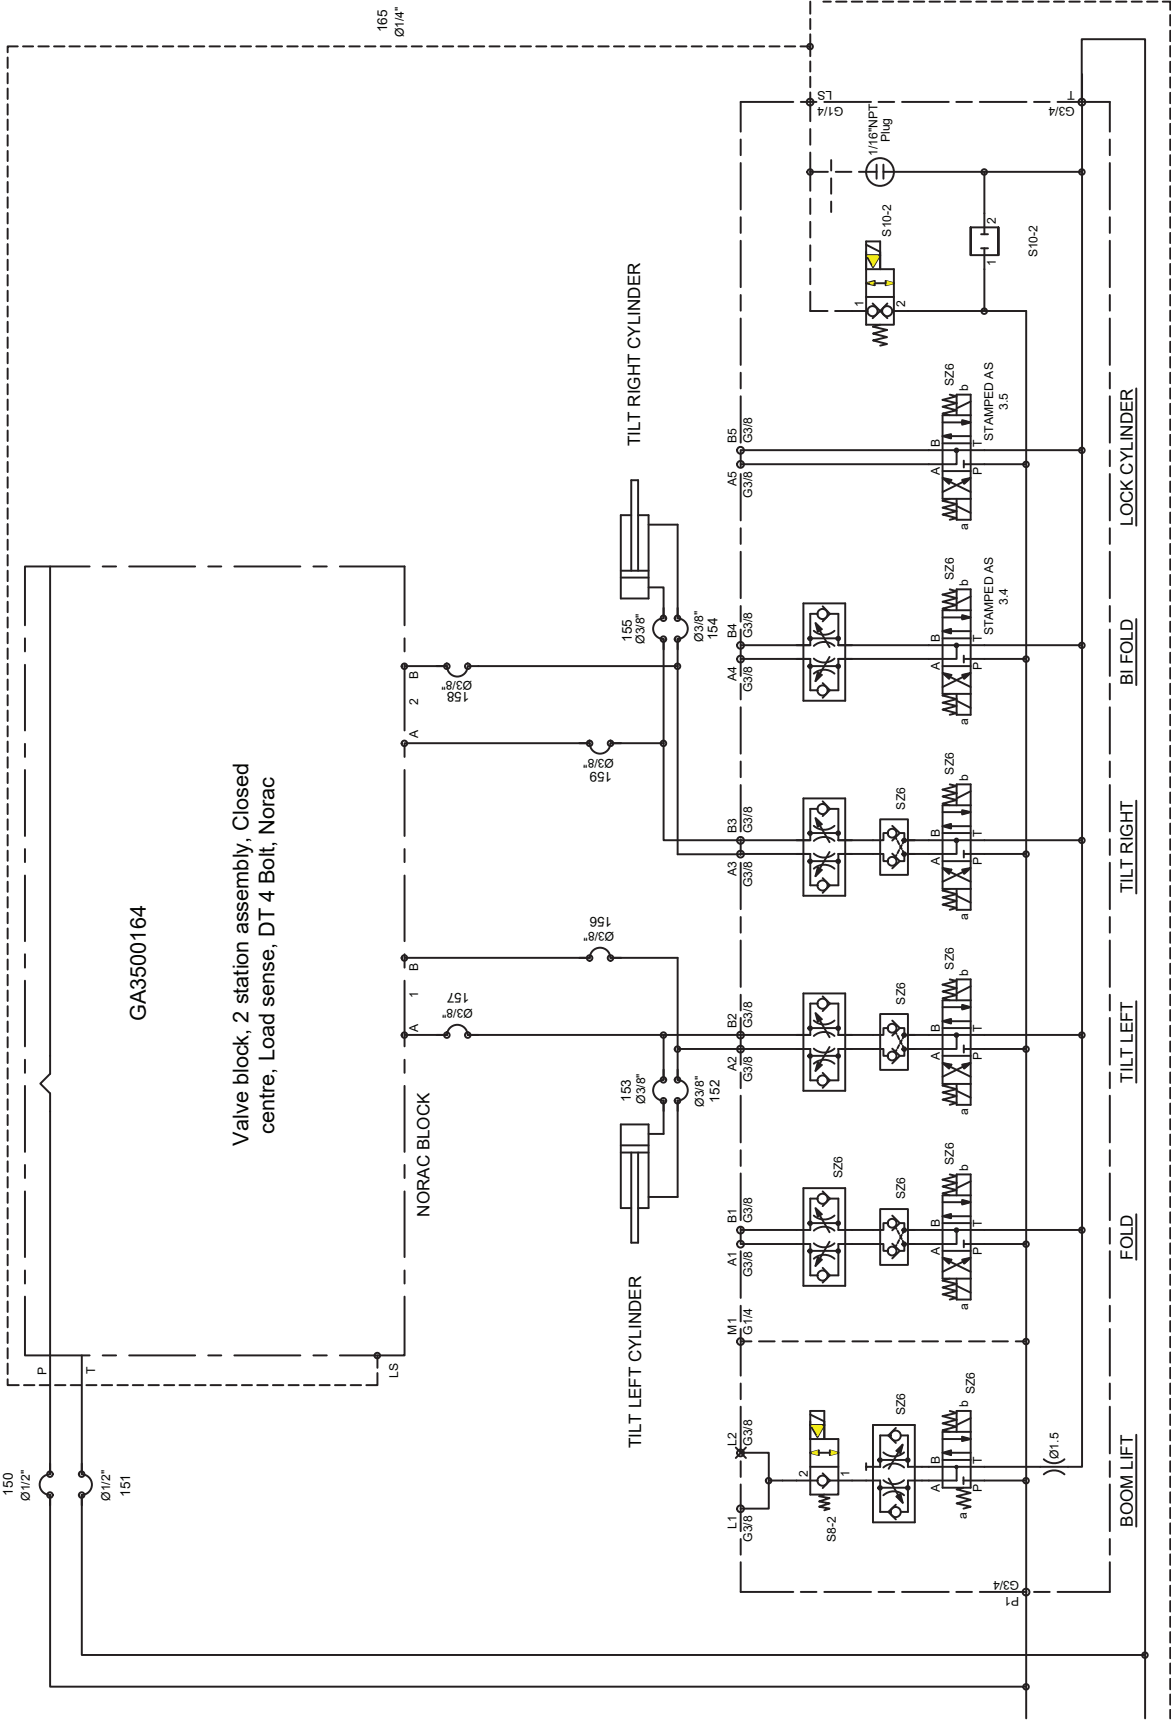 150
Ø1/2"
165
Ø1/4"
P
T
151
Ø1/2"
GA3500164
Valve block, 2 station assembly, Closed
centre, Load sense, DT 4 Bolt, Norac
LS
NORAC BLOCK
A
1
B
A
2
B
157
Ø3/8"
158
Ø3/8"
156
Ø3/8"
159
Ø3/8"
TILT LEFT CYLINDER
TILT RIGHT CYLINDER
153
Ø3/8"
155
Ø3/8"
Ø3/8"
152
Ø3/8"
154
L1
G3/8
L2
G3/8
M1
G1/4
A1
G3/8
B1
G3/8
A2
G3/8
B2
G3/8
A3
G3/8
B3
G3/8
A4
G3/8
B4
G3/8
A5
G3/8
B5
G3/8
LS
G1/4
1/16"NPT
Plug
S8-2
2
1
SZ6
1
2
S10-2
SZ6
SZ6
SZ6
SZ6
SZ6
a
A
B
P
T
b
SZ6
a
A
B
P
T
b
SZ6
a
A
B
P
T
b
SZ6
a
A
B
P
T
b
SZ6
a
A
B
P
T
b
SZ6
STAMPED AS
3.4
a
A
B
P
T
b
SZ6
STAMPED AS
3.5
1
2
S10-2
P1
G3/4
Ø1.5
T
G3/4
BOOM LIFT
FOLD
TILT LEFT
TILT RIGHT
BI FOLD
LOCK CYLINDER